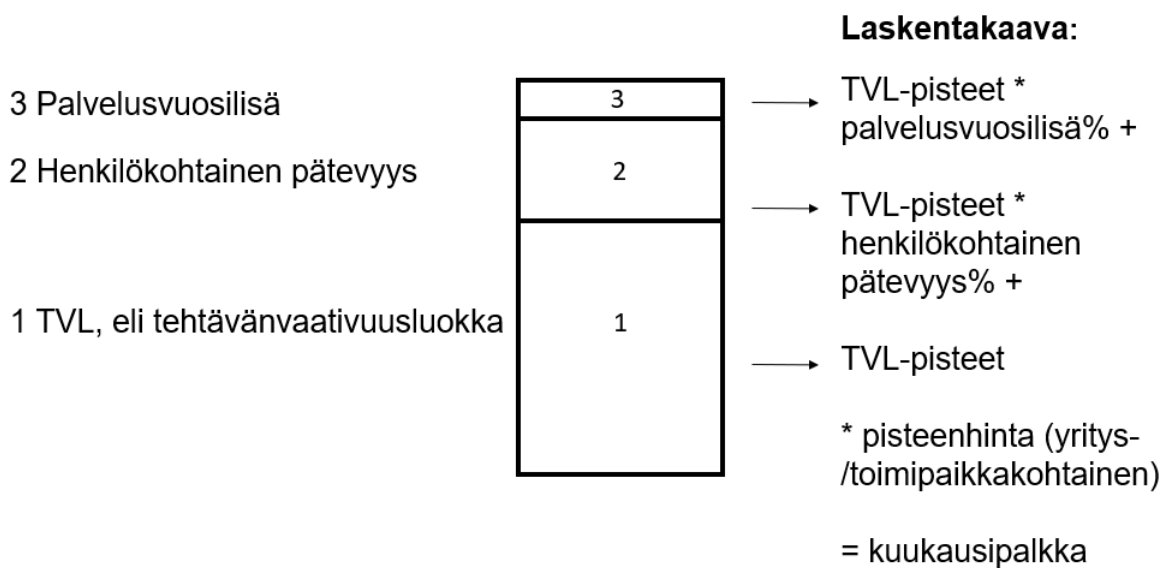 Laskentakaava:
3 Palvelusvuosilisä
3
TVL-pisteet *
palvelusvuosilisä% +
2 Henkilökohtainen pätevyys
2
TVL-pisteet *
henkilökohtainen
pätevyys% +
1 TVL, eli tehtävänvaativuusluokka
1
TVL-pisteet
* pisteenhinta (yritys-
/toimipaikkakohtainen)
= kuukausipalkka